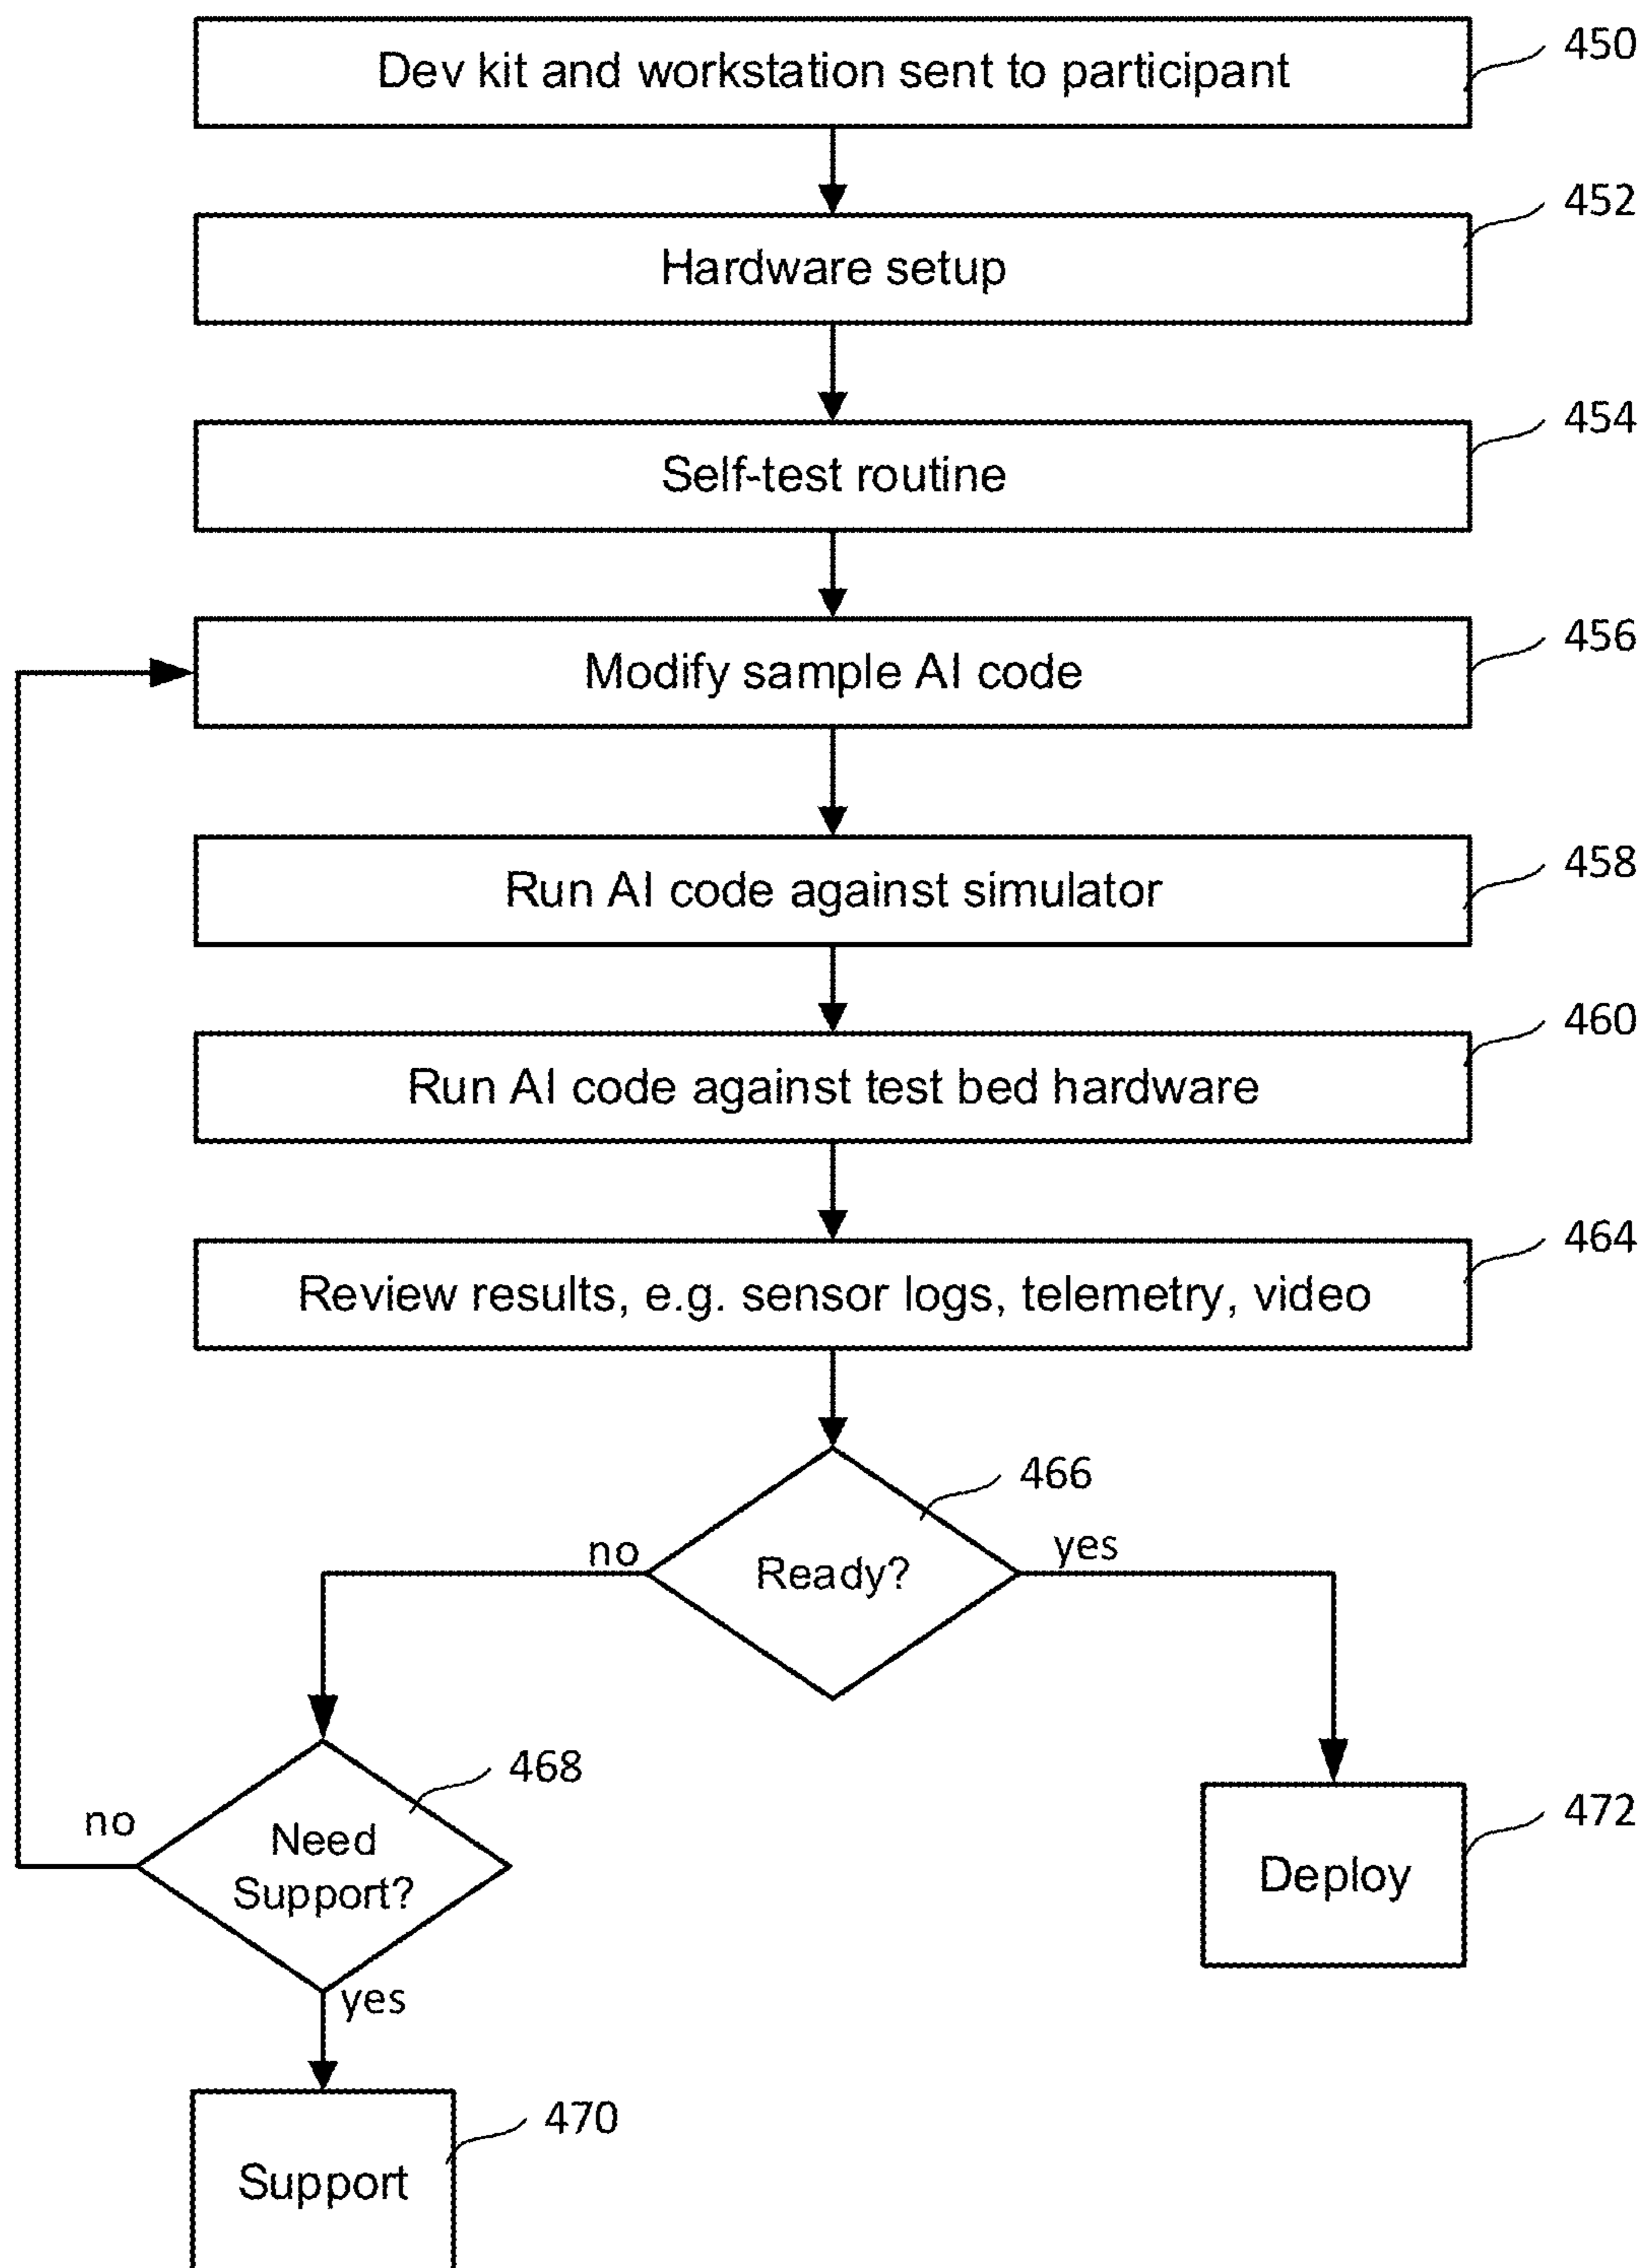 Dev kit and workstation sent to participant
450
452
Hardware setup
454
Self-test routine
456
Modify sample AI code
458
Run AI code against simulator
460
Run AI code against test bed hardware
464
Review results, e.g. sensor logs, telemetry, video
466
no
yes
Ready?
468
no
Need
Support?
472
Deploy
yes
470
Support